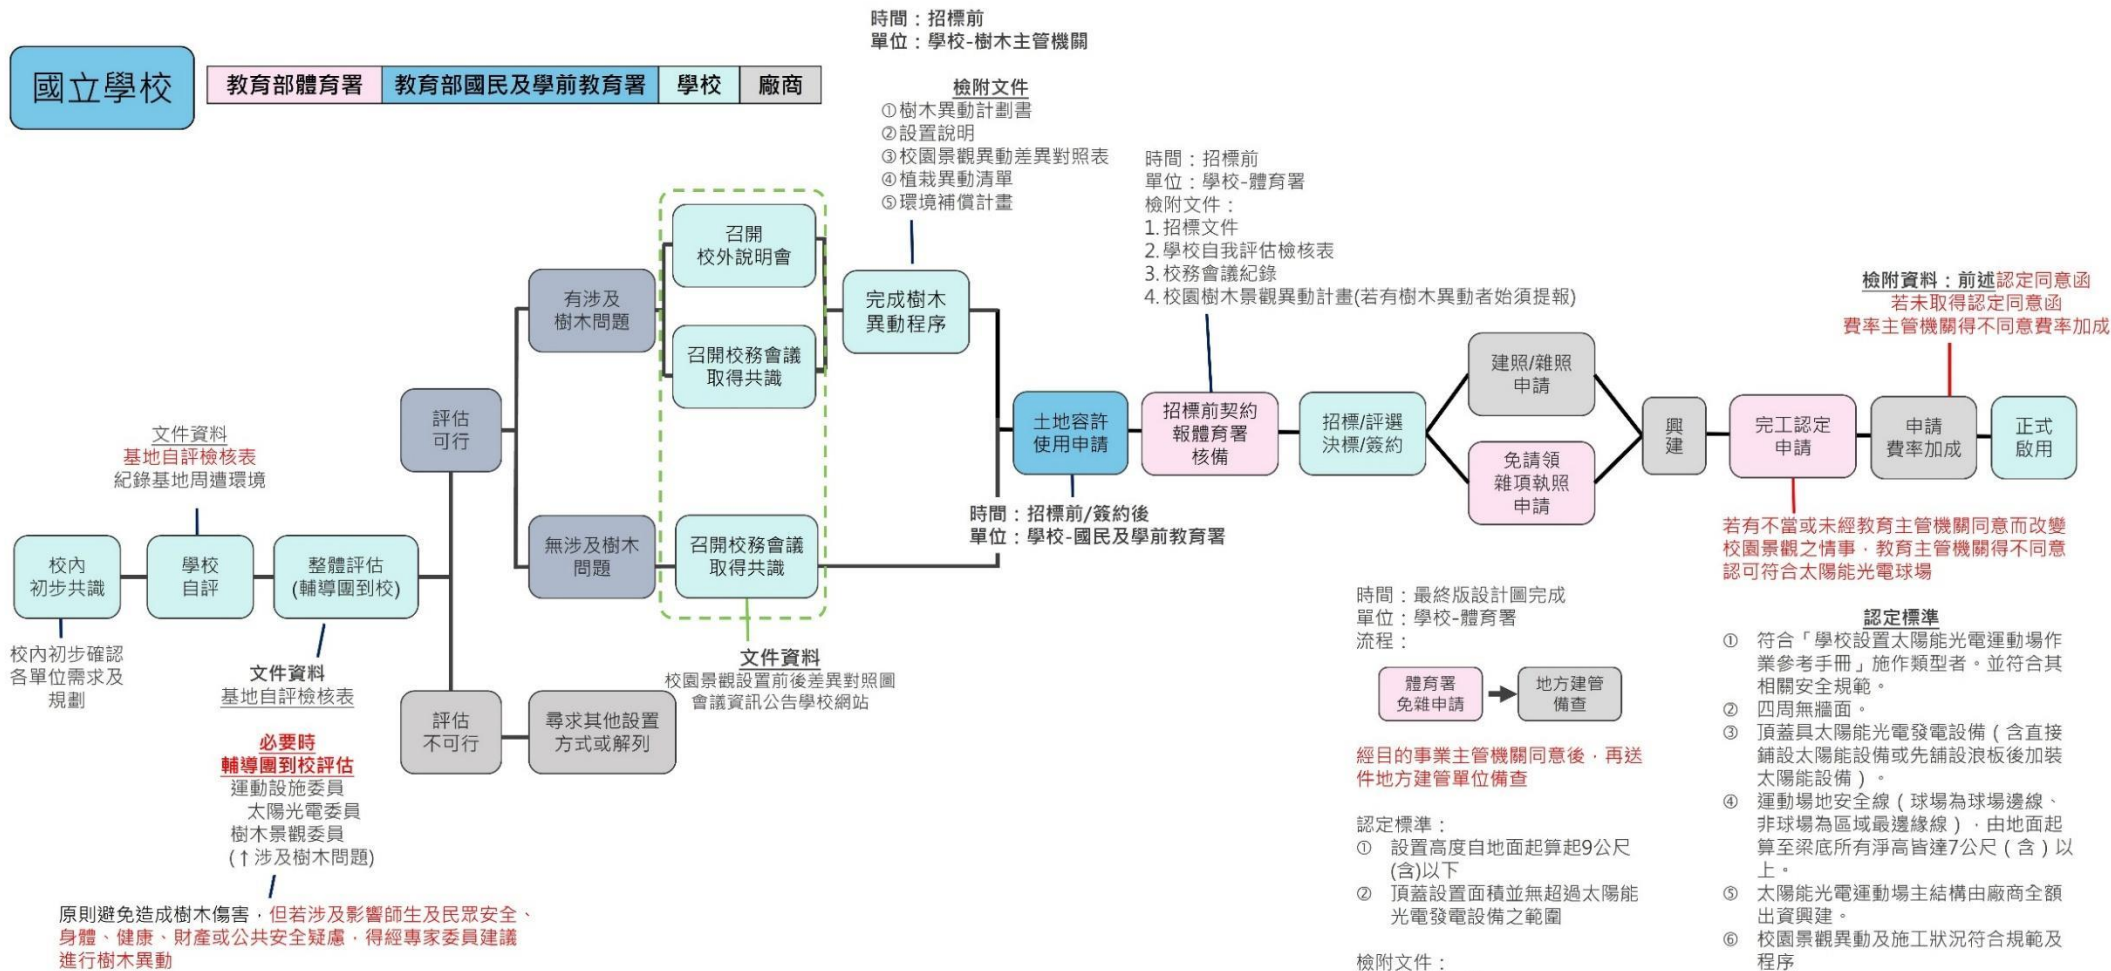 時間：招標前
單位：學校-樹木主管機關
國立學校
教育部體育署
教育部國民及學前教育署
學校
廠商
檢附文件
①樹木異動計劃書
②設置說明
③校園景觀異動差異對照表
④植栽異動清單
⑤環境補償計畫
時間：招標前
單位：學校-體育署
檢附文件：
1.招標文件
2.學校自我評估檢核表
3.校務會議紀錄
4.校園樹木景觀異動計畫(若有樹木異動者始須提報)
檢附資料：前述認定同意函
若未取得認定同意函
費率主管機關得不同意費率加成
文件資料
基地自評檢核表
紀錄基地周遭環境
校內
初步共識
校內初步確認
各單位需求及
規劃
學校
自評
整體評估
(輔導團到校)
文件資料
基地自評檢核表
必要時
輔導團到校評估
運動設施委員
太陽光電委員
樹木景觀委員
(↑涉及樹木問題)
原則避免造成樹木傷害，但若涉及影響師生及民眾安全、
身體、健康、財產或公共安全疑慮，得經專家委員建議
進行樹木異動
評估
可行
評估
不可行
尋求其他設置
方式或解列
有涉及
樹木問題
無涉及樹木
問題
召開
校外說明會
召開校務會議
取得共識
召開校務會議
取得共識
文件資料
校園景觀設置前後差異對照圖
會議資訊公告學校網站
完成樹木
異動程序
土地容許
使用申請
時間：招標前/簽約後
單位：學校-國民及學前教育署
招標前契約
報體育署
核備
招標/評選
決標/簽約
建照/雜照
申請
免請領
雜項執照
申請
興
建
完工認定
申請
申請
費率加成
正式
啟用
時間：最終版設計圖完成
單位：學校-體育署
流程：
體育署
免雜申請
地方建管
備查
經目的事業主管機關同意後，再送
件地方建管單位備查
認定標準：
① 設置高度自地面起算起9公尺
(含)以下
② 頂蓋設置面積並無超過太陽能
光電發電設備之範圍
檢附文件：
若有不當或未經教育主管機關同意而改變
校園景觀之情事，教育主管機關得不同意
認可符合太陽能光電球場
認定標準
① 符合「學校設置太陽能光電運動場作
業參考手冊」施作類型者。並符合其
相關安全規範。
② 四周無牆面。
③ 頂蓋具太陽能光電發電設備（含直接
鋪設太陽能設備或先鋪設浪板後加裝
太陽能設備）。
④ 運動場地安全線（球場為球場邊線、
非球場為區域最邊緣線），由地面起
算至梁底所有淨高皆達7公尺（含）以
上。
⑤ 太陽能光電運動場主結構由廠商全額
出資興建。
⑥ 校園景觀異動及施工狀況符合規範及
程序